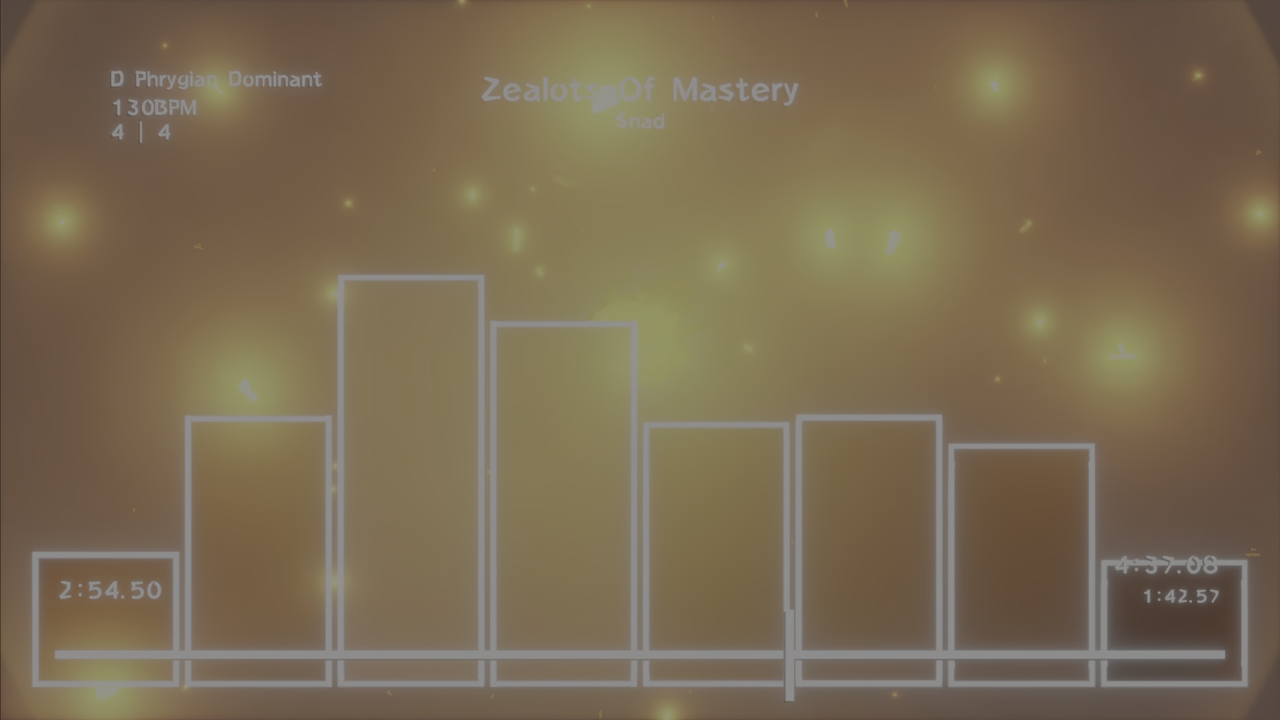 D Phrygian Dominant
130BPM
4 | 4
Zealots Of Mastery
Snad
2:54.50
4:37.08
1:42.57